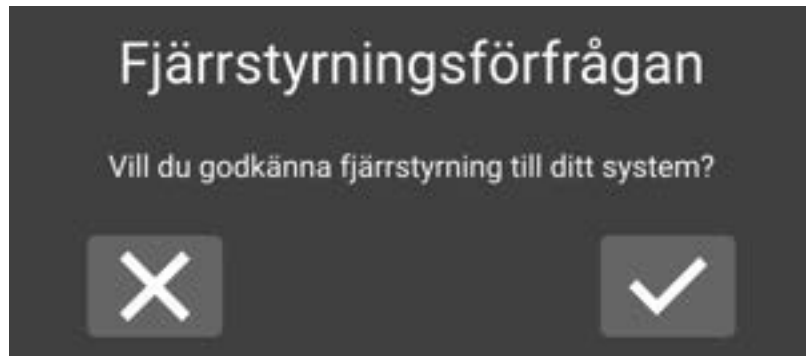 Fjärrstyrningsförfrågan
Vill du godkänna fjärrstyrning till ditt system?